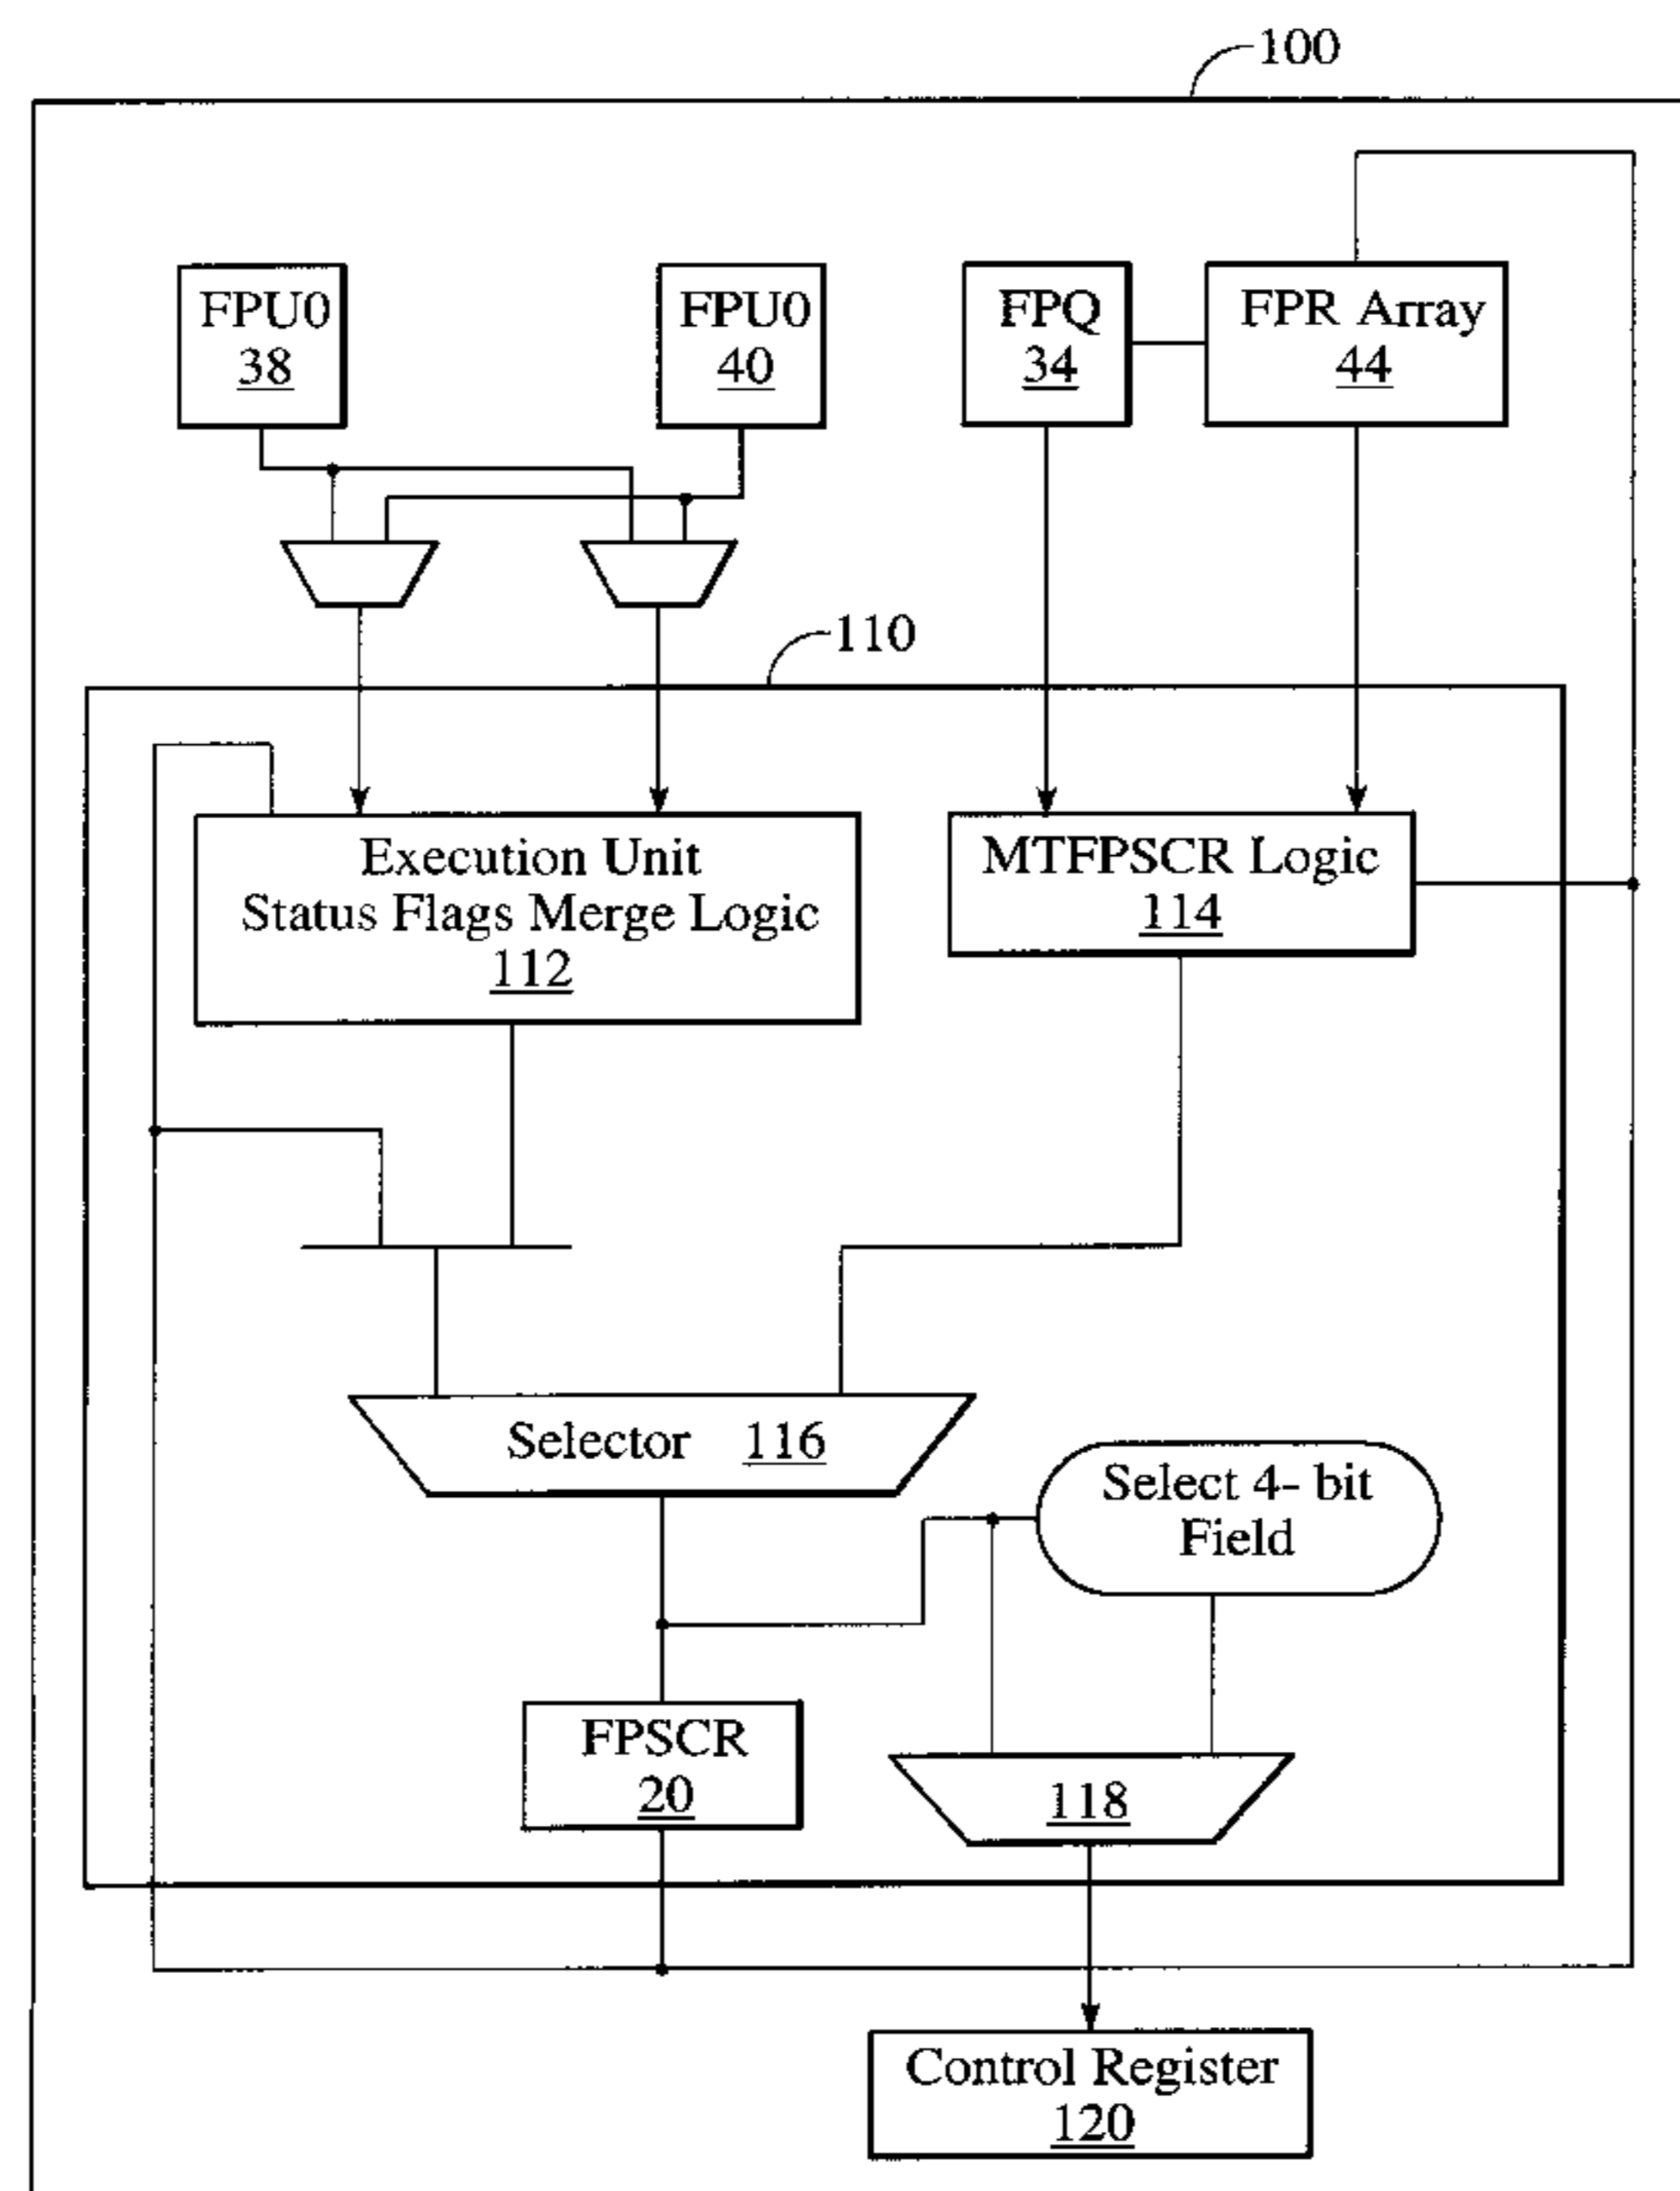 100
FPU0
38
FPU0
40
FPQ
34
FPR Array
44
110
Execution Unit
Status Flags Merge Logic
112
MTFPSCR Logic
114
Selector 116
Select 4- bit
Field
FPSCR
20
118
Control Register
120